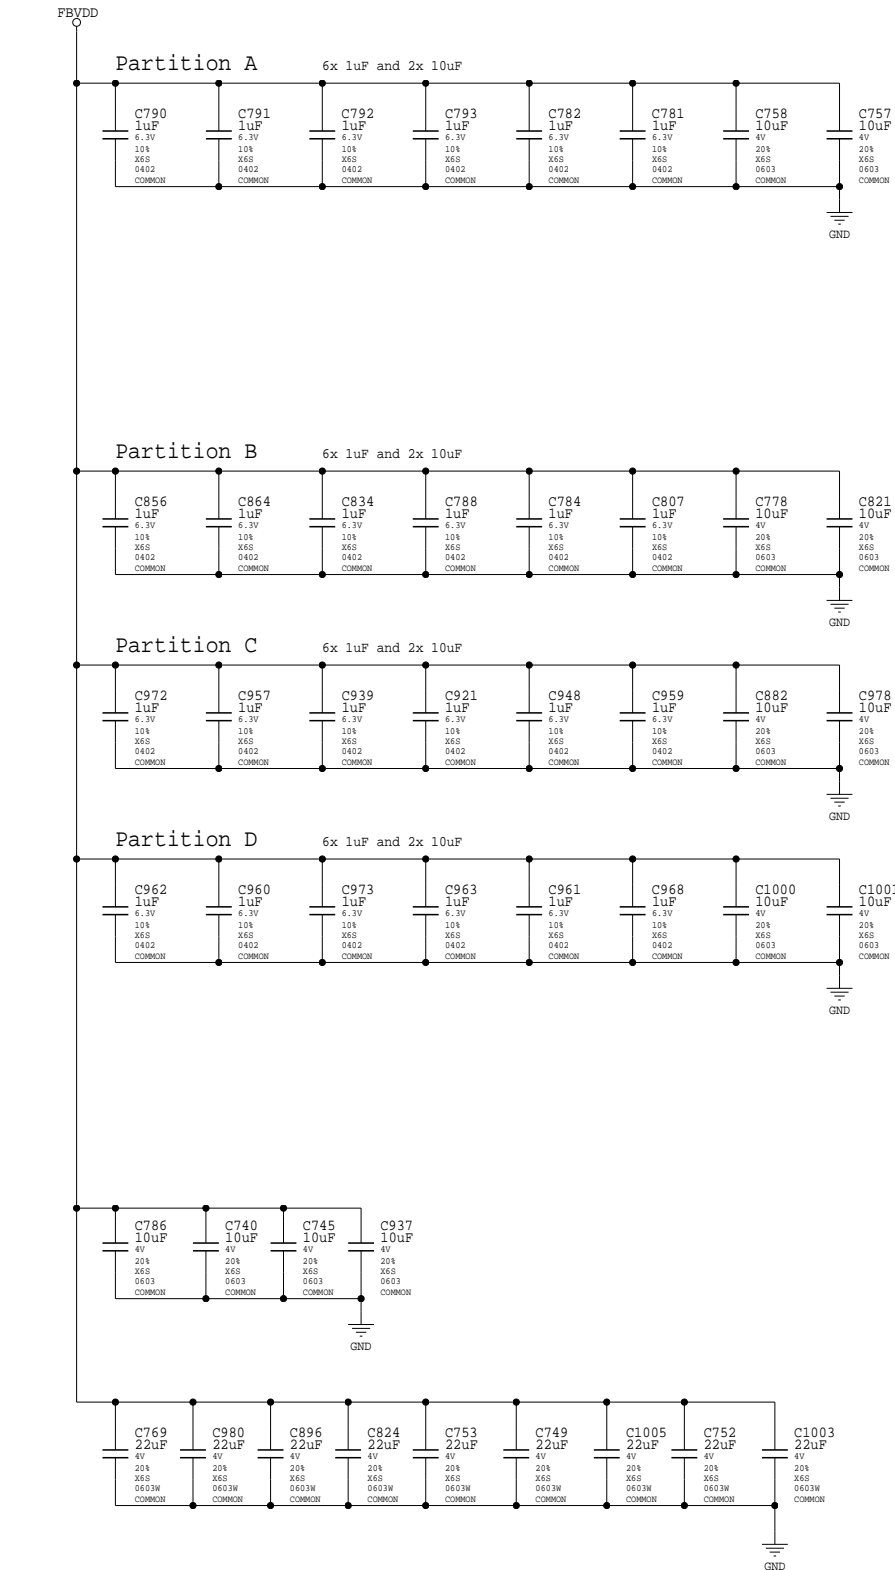 FBVDD
Partition A 6x 1uF and 2x 10uF
C790 C791 C792 C793 C782 C781 C758 C757
1uF 1uF 1uF 1uF 1uF 1uF 10uF 10uF
6.3V 6.3V 6.3V 6.3V 6.3V 6.3V 4V 4V
10% 10% 10% 10% 10% 10% 20% 20%
X6S X6S X6S X6S X6S X6S X6S X6S
0402 0402 0402 0402 0402 0402 0603 0603
COMMON COMMON COMMON COMMON COMMON COMMON COMMON COMMON
GND
Partition B 6x 1uF and 2x 10uF
C856 C864 C834 C788 C784 C807 C778 C821
1uF 1uF 1uF 1uF 1uF 1uF 10uF 10uF
6.3V 6.3V 6.3V 6.3V 6.3V 6.3V 4V 4V
10% 10% 10% 10% 10% 10% 20% 20%
X6S X6S X6S X6S X6S X6S X6S X6S
0402 0402 0402 0402 0402 0402 0603 0603
COMMON COMMON COMMON COMMON COMMON COMMON COMMON COMMON
GND
Partition C 6x 1uF and 2x 10uF
C972 C957 C939 C921 C948 C959 C882 C978
1uF 1uF 1uF 1uF 1uF 1uF 10uF 10uF
6.3V 6.3V 6.3V 6.3V 6.3V 6.3V 4V 4V
10% 10% 10% 10% 10% 10% 20% 20%
X6S X6S X6S X6S X6S X6S X6S X6S
0402 0402 0402 0402 0402 0402 0603 0603
COMMON COMMON COMMON COMMON COMMON COMMON COMMON COMMON
GND
Partition D 6x 1uF and 2x 10uF
C962 C960 C973 C963 C961 C968 C1000 C1001
1uF 1uF 1uF 1uF 1uF 1uF 10uF 10uF
6.3V 6.3V 6.3V 6.3V 6.3V 6.3V 4V 4V
10% 10% 10% 10% 10% 10% 20% 20%
X6S X6S X6S X6S X6S X6S X6S X6S
0402 0402 0402 0402 0402 0402 0603 0603
COMMON COMMON COMMON COMMON COMMON COMMON COMMON COMMON
GND
C786 C740 C745 C937
10uF 10uF 10uF 10uF
4V 4V 4V 4V
20% 20% 20% 20%
X6S X6S X6S X6S
0603 0603 0603 0603
COMMON COMMON COMMON COMMON
GND
C769 C980 C896 C824 C753 C749 C1005 C752 C1003
22uF 22uF 22uF 22uF 22uF 22uF 22uF 22uF 22uF
4V 4V 4V 4V 4V 4V 4V 4V 4V
20% 20% 20% 20% 20% 20% 20% 20% 20%
X6S X6S X6S X6S X6S X6S X6S X6S X6S
0603W 0603W 0603W 0603W 0603W 0603W 0603W 0603W 0603W
COMMON COMMON COMMON COMMON COMMON COMMON COMMON COMMON COMMON
GND